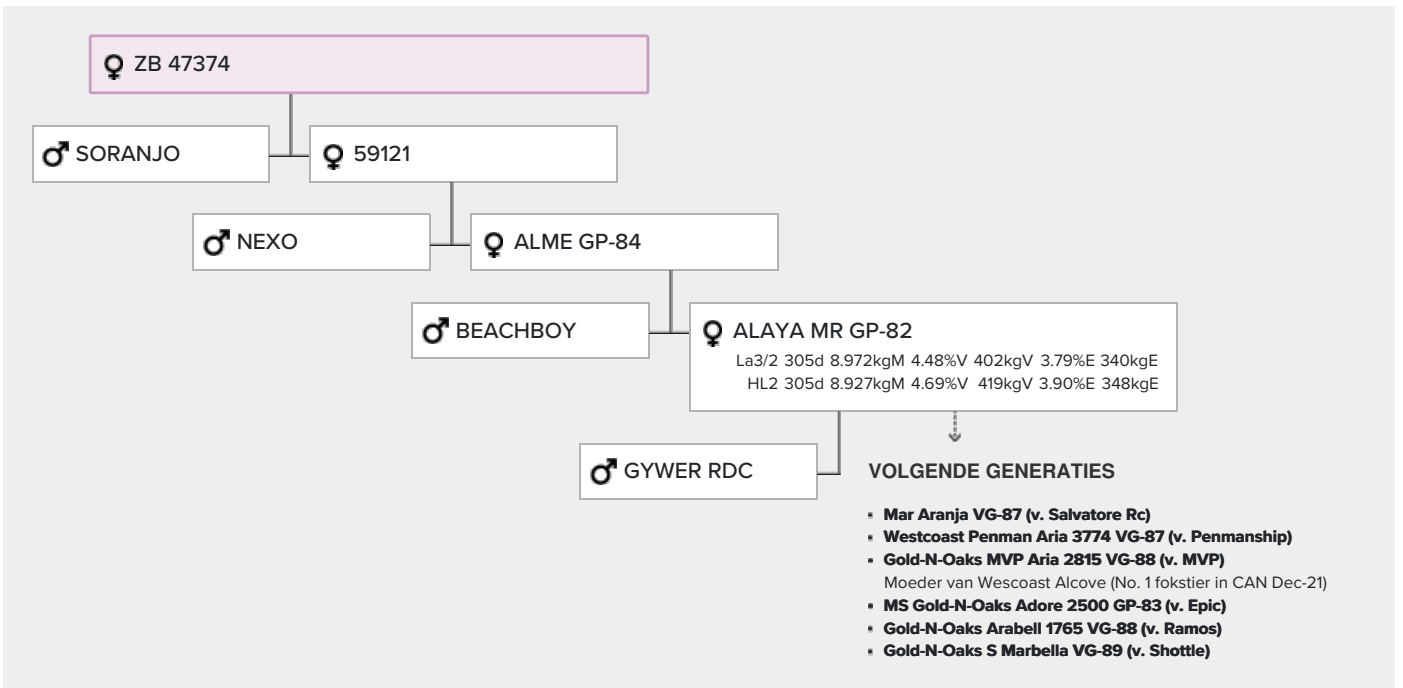 ZB 47374
SORANJO
59121
NEXO
ALME GP-84
BEACHBOY
ALAYA MR GP-82
La3/2 305d 8.972kgM 4.48%V 402kgV 3.79%E 340kgE
HL2 305d 8.927kgM 4.69%V 419kgV 3.90%E 348kgE
GYWER RDC
VOLGENDE GENERATIES
▪ Mar Aranja VG-87 (v. Salvatore Rc)
▪ Westcoast Penman Aria 3774 VG-87 (v. Penmanship)
▪ Gold-N-Oaks MVP Aria 2815 VG-88 (v. MVP)
Moeder van Wescoast Alcove (No. 1 fokstier in CAN Dec-21)
▪ MS Gold-N-Oaks Adore 2500 GP-83 (v. Epic)
▪ Gold-N-Oaks Arabell 1765 VG-88 (v. Ramos)
▪ Gold-N-Oaks S Marbella VG-89 (v. Shottle)